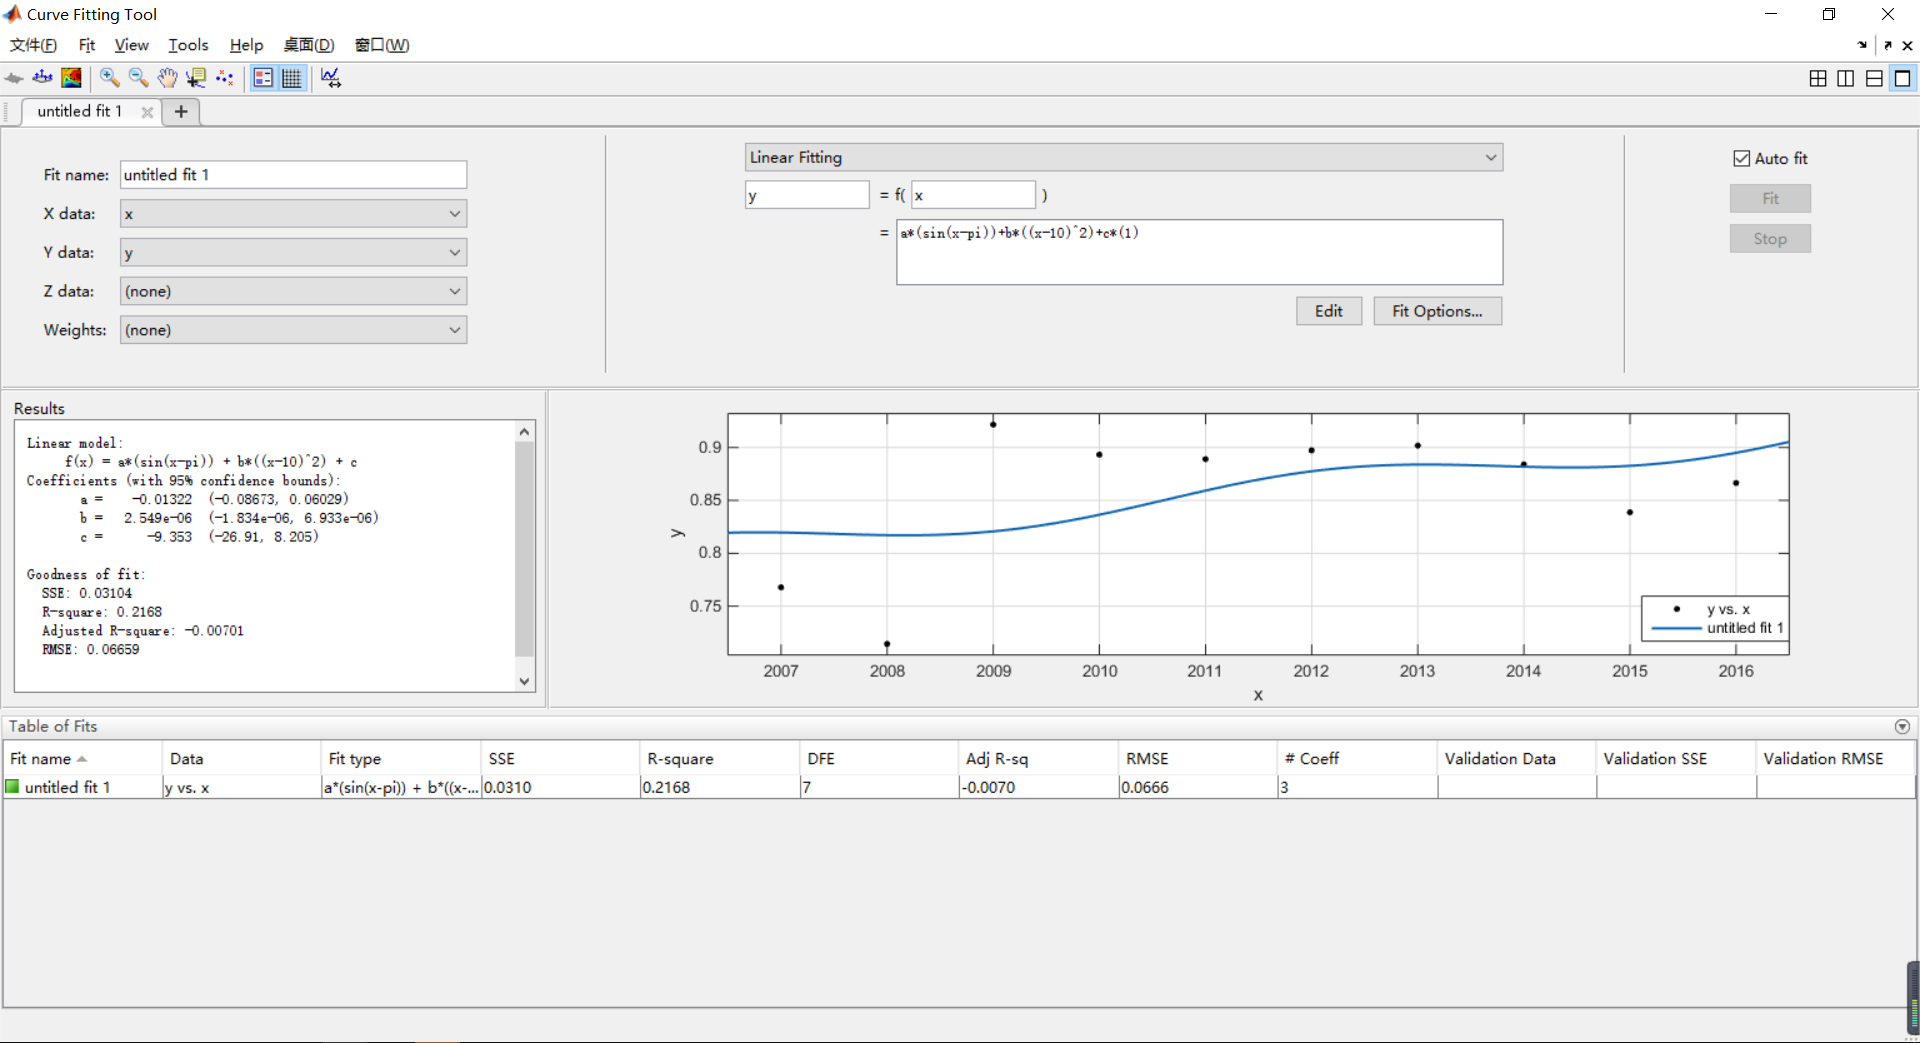 Curve Fitting Tool
文件(F) Fit View Tools Help 桌面(D) 窗口(W)
untitled fit 1
Fit name: untitled fit 1
X data: x
Y data: y
Z data: (none)
Weights: (none)
Linear Fitting
y = f( x )
= a*(sin(x-pi))+b*((x-10)^2)+c*(1)
Edit Fit Options...
Auto fit
Fit
Stop
Results
Linear model:
f(x) = a*(sin(x-pi)) + b*((x-10)^2) + c
Coefficients (with 95% confidence bounds):
a = -0.01322 (-0.08673, 0.06029)
b = 2.549e-06 (-1.834e-06, 6.933e-06)
c = -9.353 (-26.91, 8.205)
Goodness of fit:
SSE: 0.03104
R-square: 0.2168
Adjusted R-square: -0.00701
RMSE: 0.06659
0.9
0.85
0.8
0.75
y
2007 2008 2009 2010 2011 2012 2013 2014 2015 2016
x
y vs. x
untitled fit 1
Table of Fits
Fit name Data Fit type SSE R-square DFE Adj R-sq RMSE # Coeff Validation Data Validation SSE Validation RMSE
untitled fit 1 y vs. x a*(sin(x-pi)) + b*((x-... 0.0310 0.2168 7 -0.0070 0.0666 3